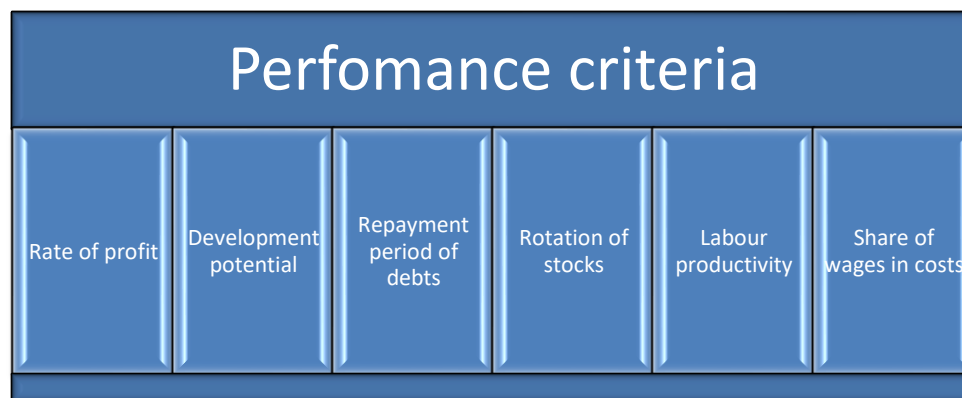 Perfomance criteria
Rate of profit
Development
potential
Repayment
period of
debts
Rotation of
stocks
Labour
productivity
Share of
wages in costs